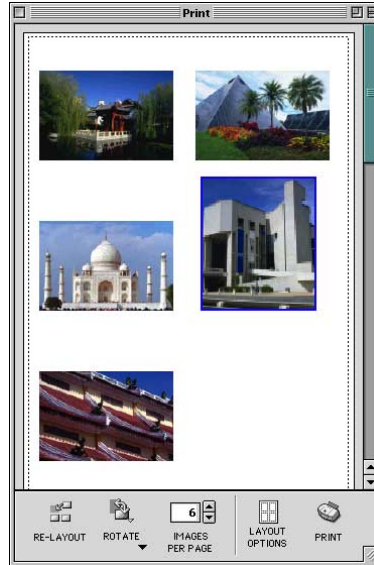 Print
RE-LAYOUT
ROTATE
6
IMAGES
PER PAGE
LAYOUT
OPTIONS
PRINT